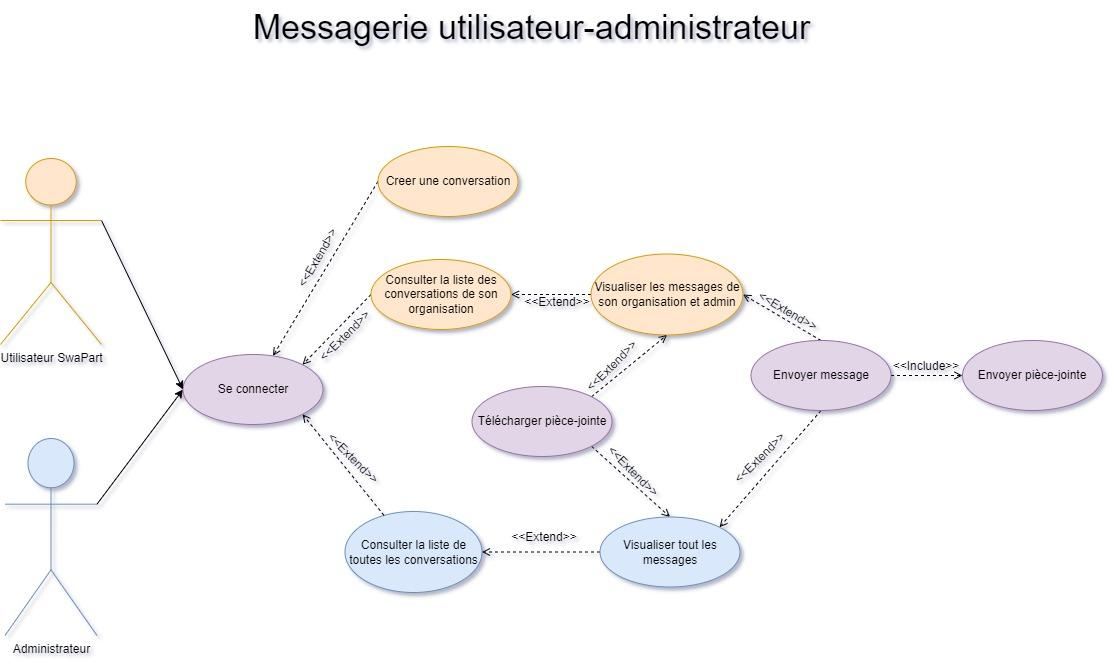 Messagerie utilisateur-administrateur
Creer une conversation
<<Extend>>
Consulter la liste des
conversations de son
organisation
<<Extend>>
Visualiser les messages de
son organisation et admin
<<Extend>>
<<Extend>>
Utilisateur SwaPart
Se connecter
<<Extend>>
Télécharger pièce-jointe
Envoyer message
<<Include>>
Envoyer pièce-jointe
<<Extend>>
<<Extend>>
<<Extend>>
Consulter la liste de
toutes les conversations
<<Extend>>
Visualiser tout les
messages
Administrateur